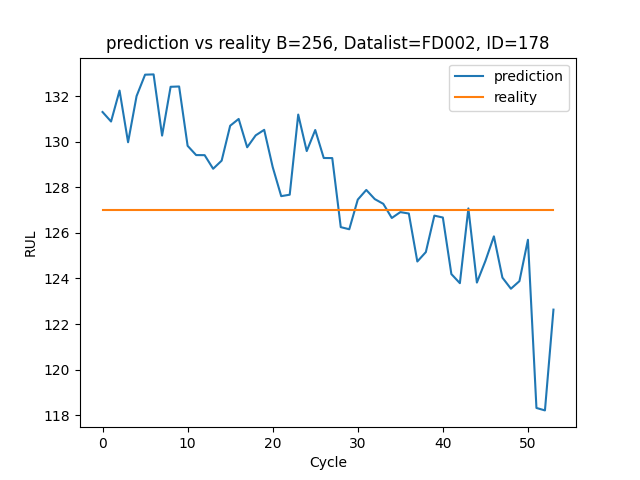 prediction vs reality B=256, Datalist=FD002, ID=178
prediction
reality
132
130
128
126
124
122
120
118
RUL
0 10 20 30 40 50
Cycle